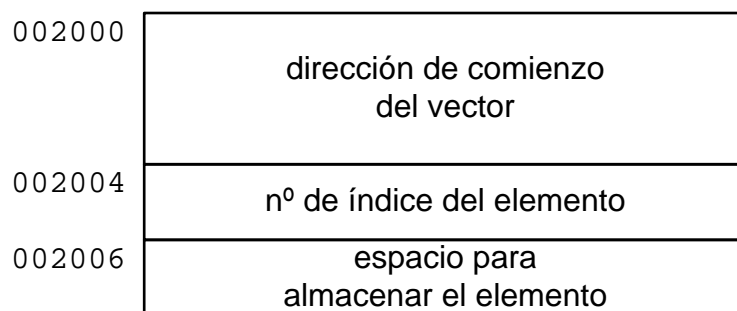 002000
dirección de comienzo
del vector
002004
nº de índice del elemento
002006
espacio para
almacenar el elemento